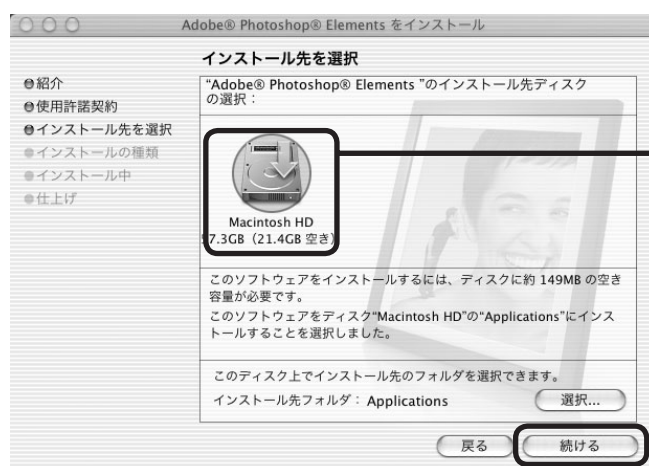 Adobe® Photoshop® Elements をインストール
インストール先を選択
紹介
使用許諾契約
インストール先を選択
インストールの種類
インストール中
仕上げ
“Adobe® Photoshop® Elements ”のインストール先ディスク
の選択：
Macintosh HD
7.3GB（21.4GB 空き）
このソフトウェアをインストールするには、ディスクに約 149MB の空き
容量が必要です。
このソフトウェアをディスク“Macintosh HD”の“Applications”にインス
トールすることを選択しました。
このディスク上でインストール先のフォルダを選択できます。
インストール先フォルダ： Applications
選択...
戻る
続ける